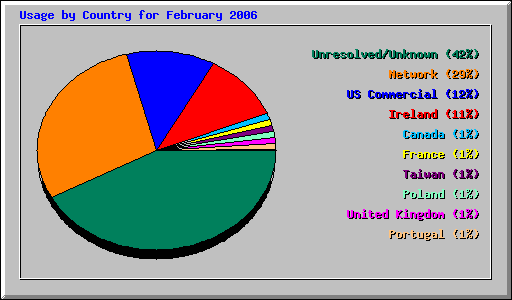 Usage by Country for February 2006
Unresolved/Unknown (42%)
Network (29%)
US Commercial (12%)
Ireland (11%)
Canada (1%)
France (1%)
Taiwan (1%)
Poland (1%)
United Kingdom (1%)
Portugal (1%)